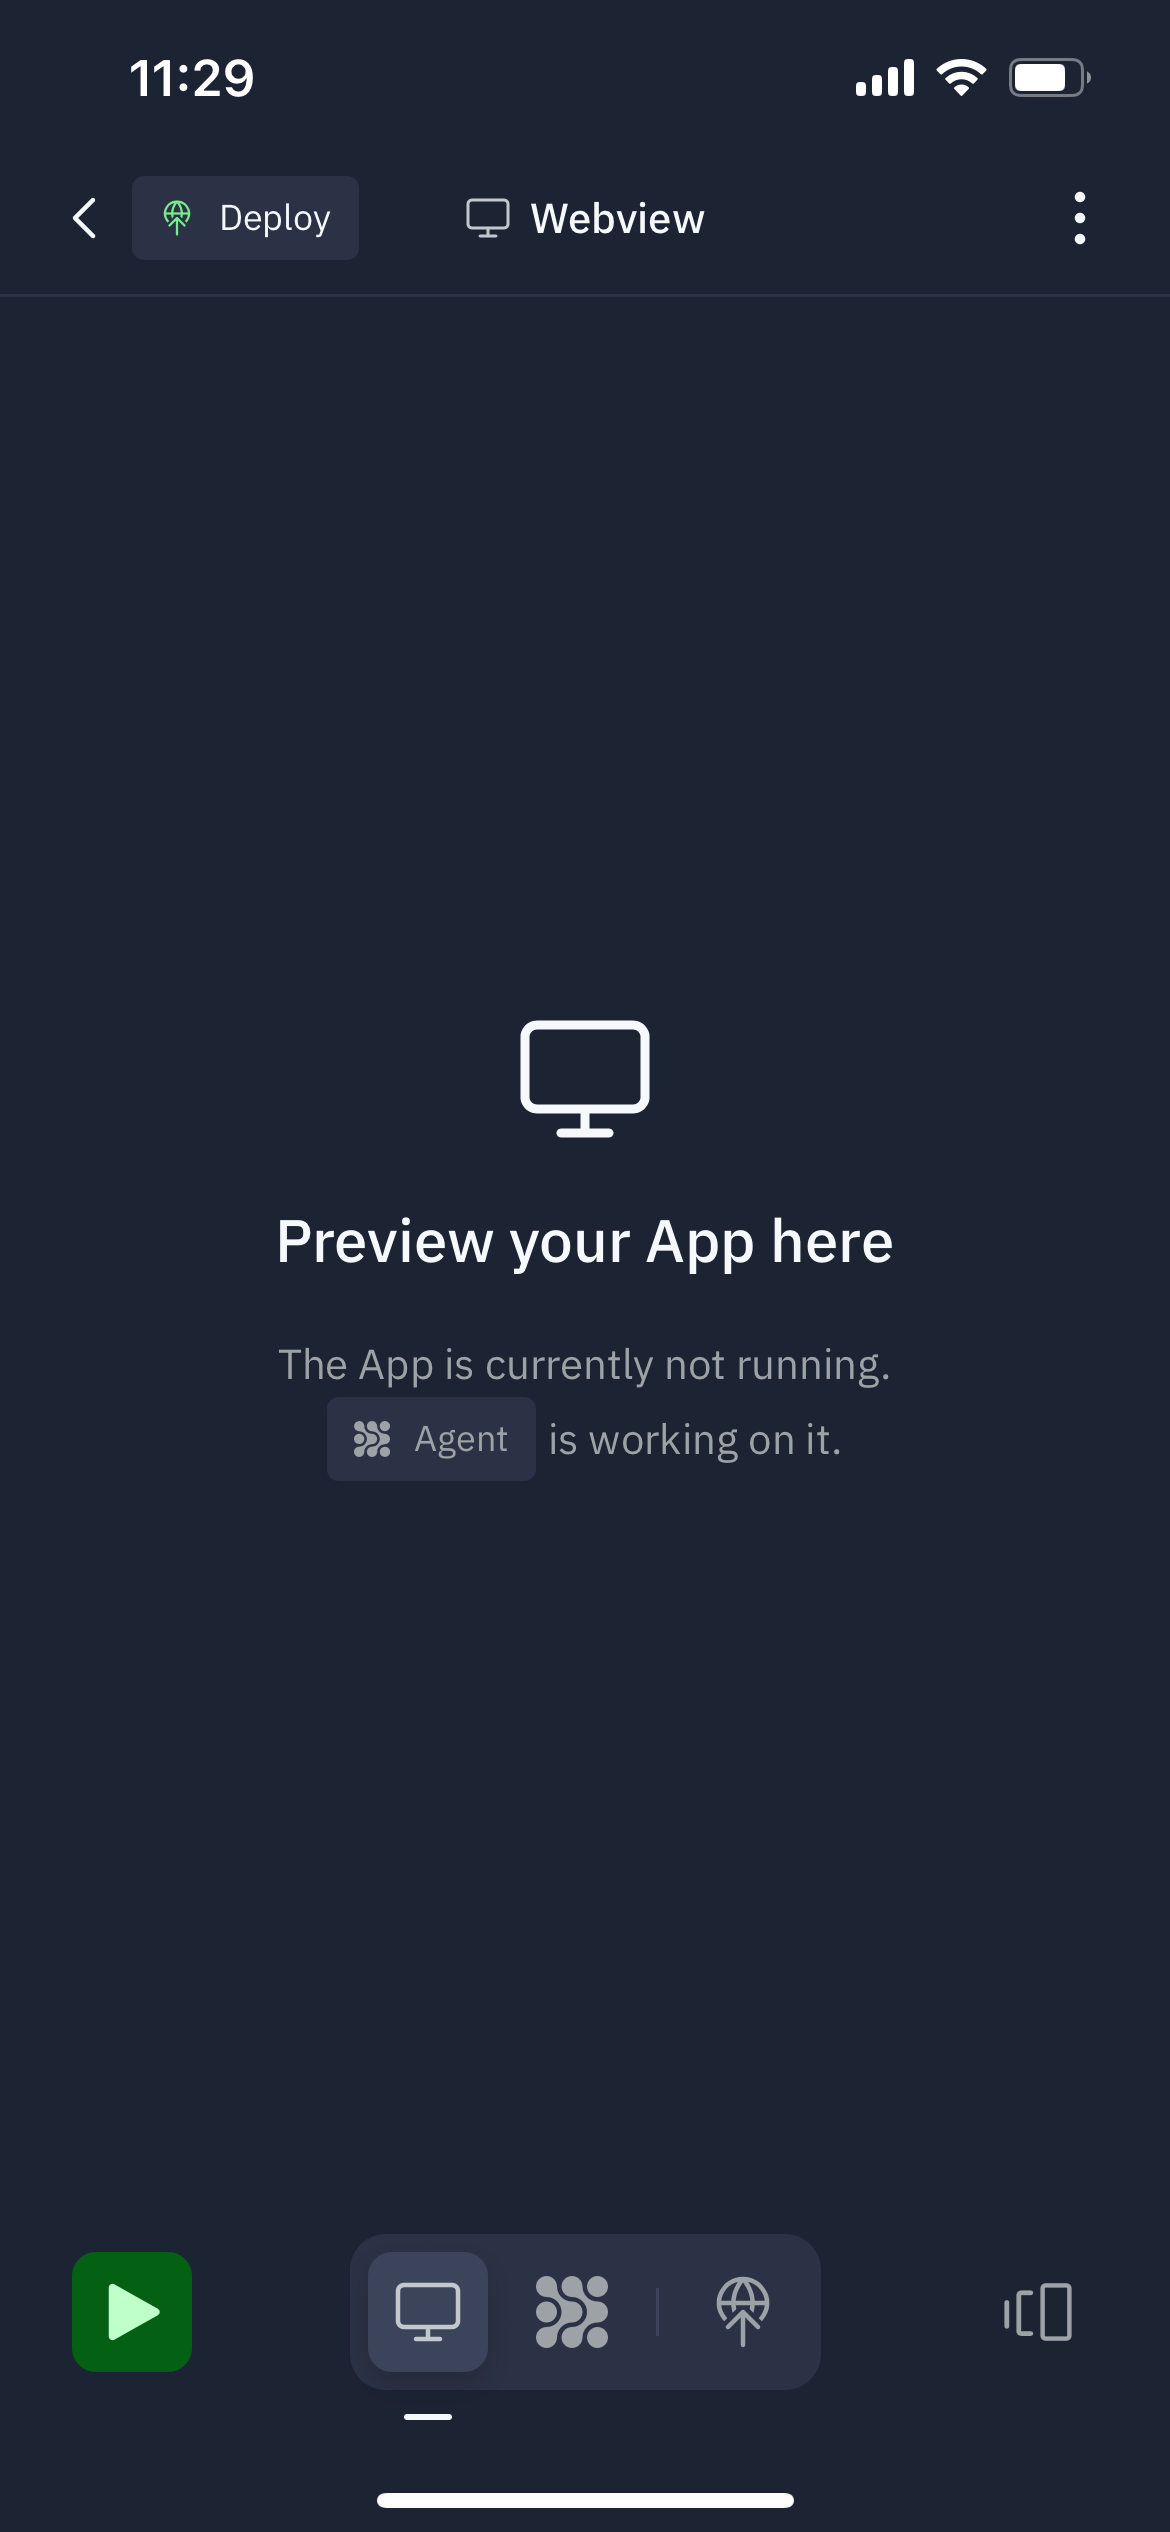 11:29
Deploy
Webview
Preview your App here
The App is currently not running.
Agent is working on it.